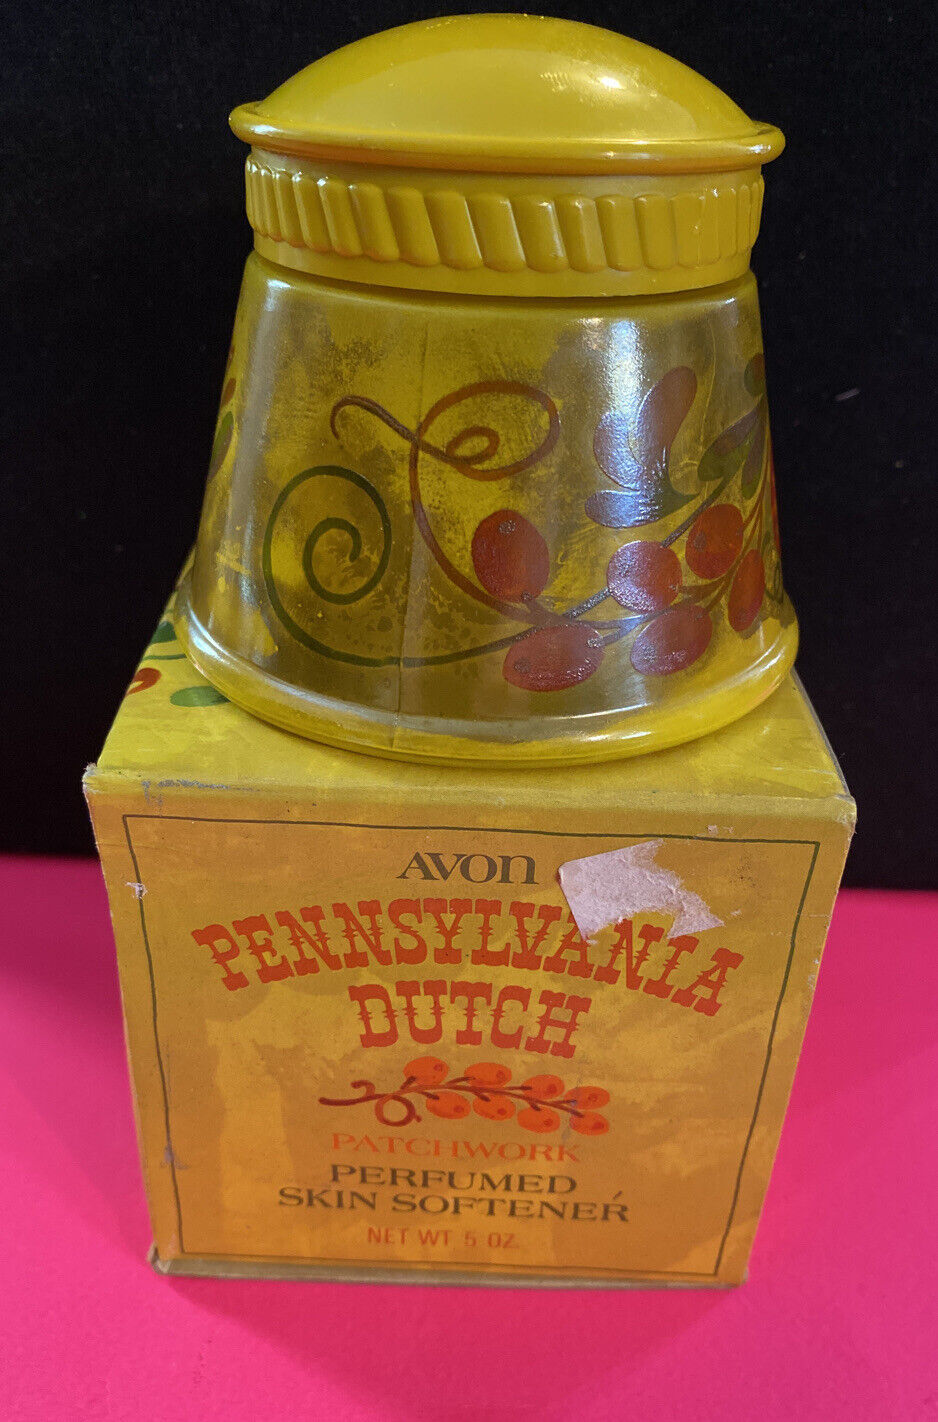 AVON
PENNSYLVANIA
DUTCH
PATCHWORK
PERFUMED
SKIN SOFTENER
NET WT 5 OZ.